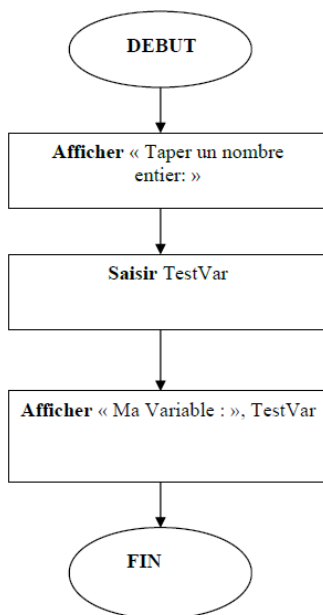 DEBUT
Afficher « Taper un nombre
entier: »
Saisir TestVar
Afficher « Ma Variable : », TestVar
FIN